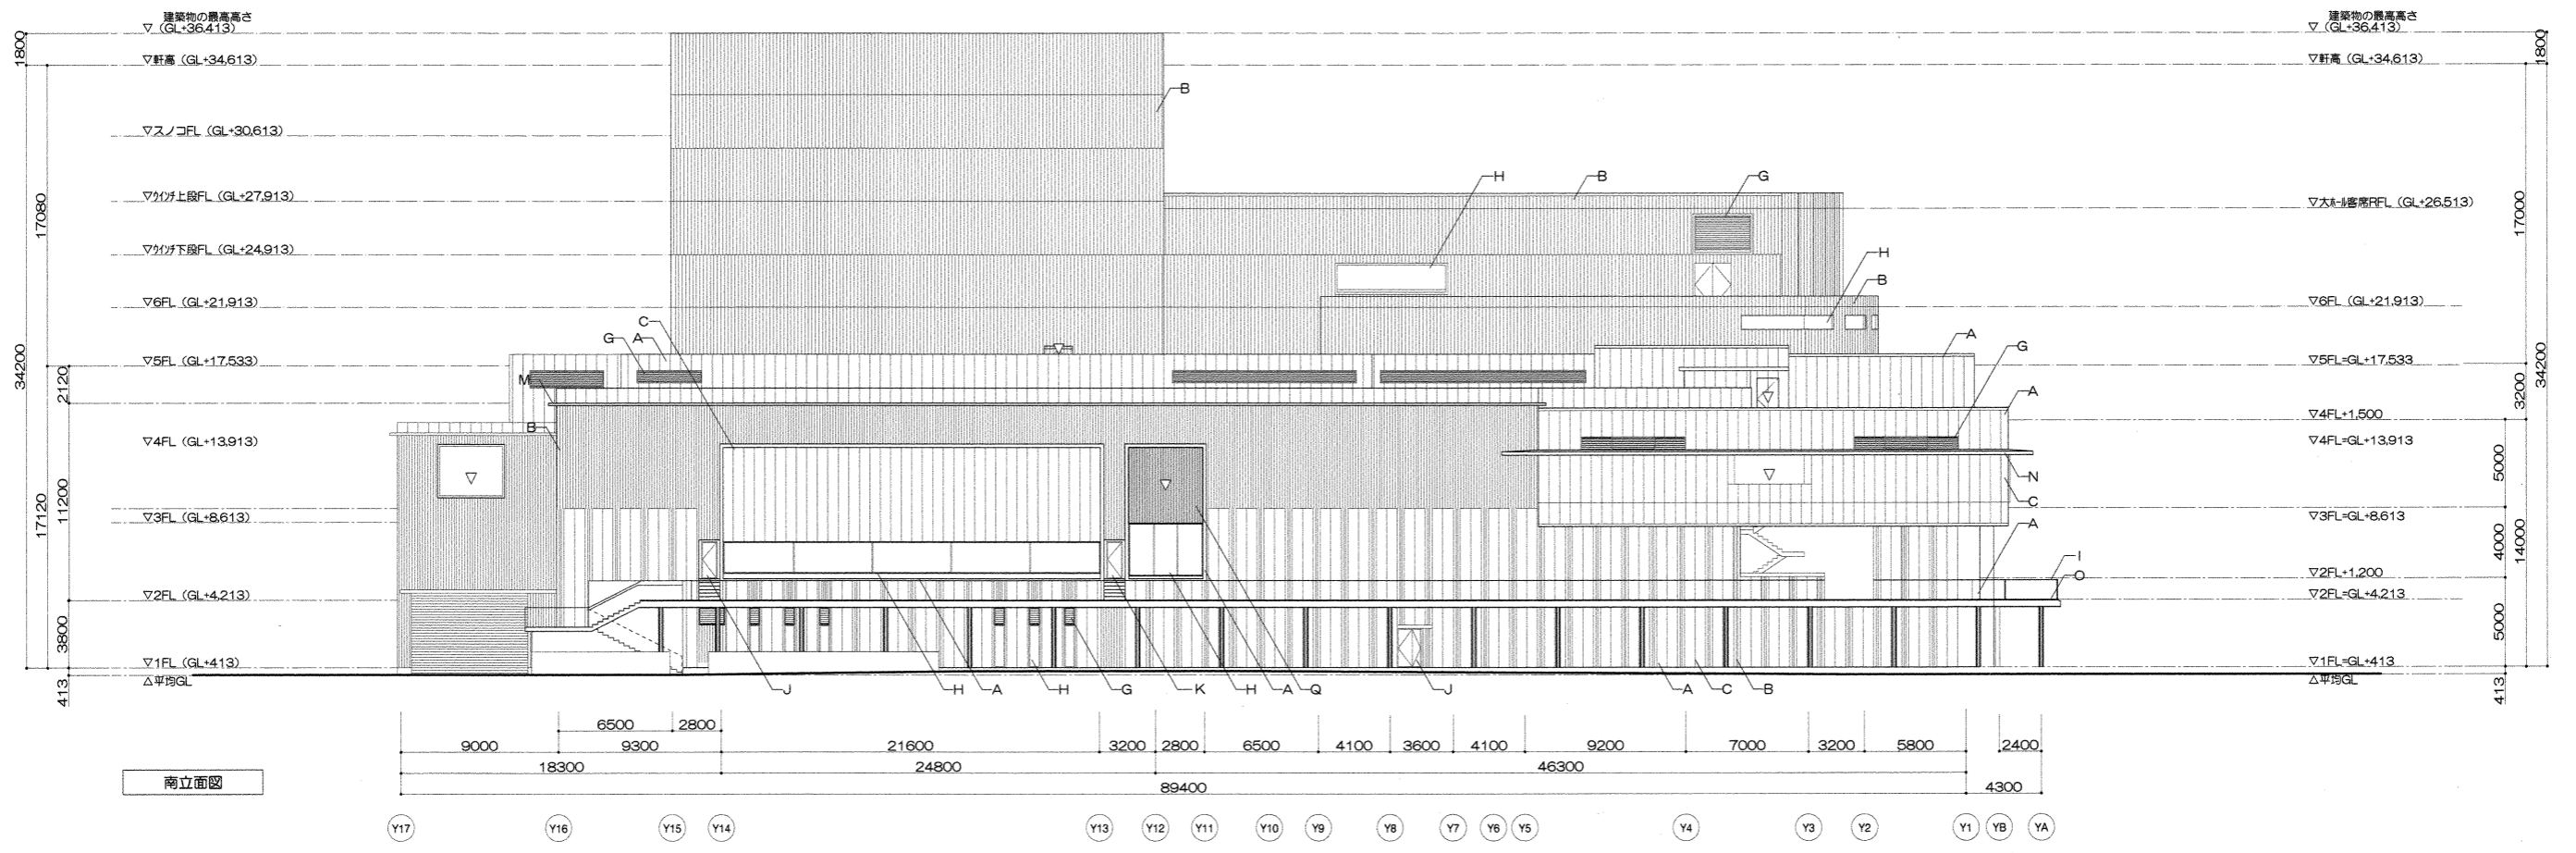 建築物の最高高さ
▽ (GL+36,413)
▽軒高 (GL+34,613)
▽スノコFL (GL+30,613)
▽ウインチ上段FL (GL+27,913)
▽ウインチ下段FL (GL+24,913)
▽6FL (GL+21,913)
▽5FL (GL+17,533)
▽4FL (GL+13,913)
▽3FL (GL+8,613)
▽2FL (GL+4,213)
▽1FL (GL+413)
△平均GL
1800
17080
34200
2120
17120
11200
3800
413
B
H
B
G
H
B
C
G
A
M
B
A
G
A
N
C
A
I
O
J
H
A
H
G
K
H
A
Q
J
A
C
B
建築物の最高高さ
▽ (GL+36,413)
▽軒高 (GL+34,613)
▽大ホール客席RFL (GL+26,513)
▽6FL (GL+21,913)
▽5FL=GL+17,533
▽4FL+1,500
▽4FL=GL+13,913
▽3FL=GL+8,613
▽2FL+1,200
▽2FL=GL+4,213
▽1FL=GL+413
△平均GL
1800
17000
34200
3200
5000
4000
14000
5000
413
6500 2800
9000 9300 21600 3200 2800 6500 4100 3600 4100 9200 7000 3200 5800 2400
18300 24800 46300
89400 4300
南立面図
Y17 Y16 Y15 Y14 Y13 Y12 Y11 Y10 Y9 Y8 Y7 Y6 Y5 Y4 Y3 Y2 Y1 YB YA